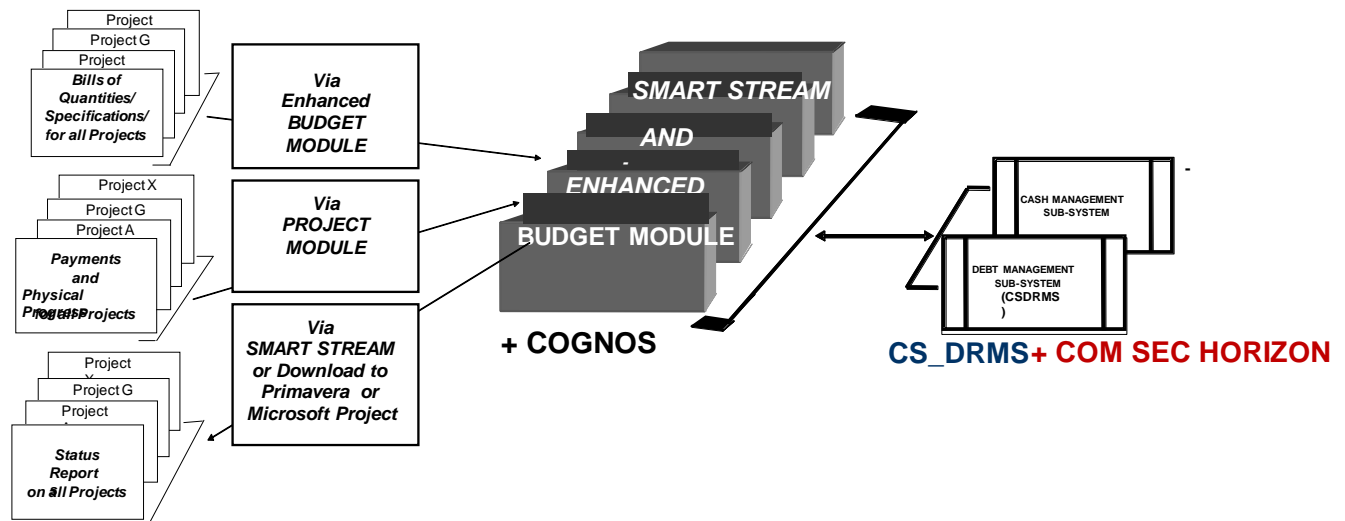 Project
Project G
Project
Bills of
Quantities/
Specifications/
for all Projects
Via
Enhanced
BUDGET
MODULE
Project X
Project G
Project A
Payments
and
Physical
Progress
for all Projects
Via
PROJECT
MODULE
Project
Project G
Project
Status
Report
s
on all Projects
Via
SMART STREAM
or Download to
Primavera or
Microsoft Project
SMART STREAM
AND
-
ENHANCED
BUDGET MODULE
+ COGNOS
CASH MANAGEMENT
SUB-SYSTEM
-
DEBT MANAGEMENT
SUB-SYSTEM
(CSDRMS
)
CS_DRMS+ COM SEC HORIZON